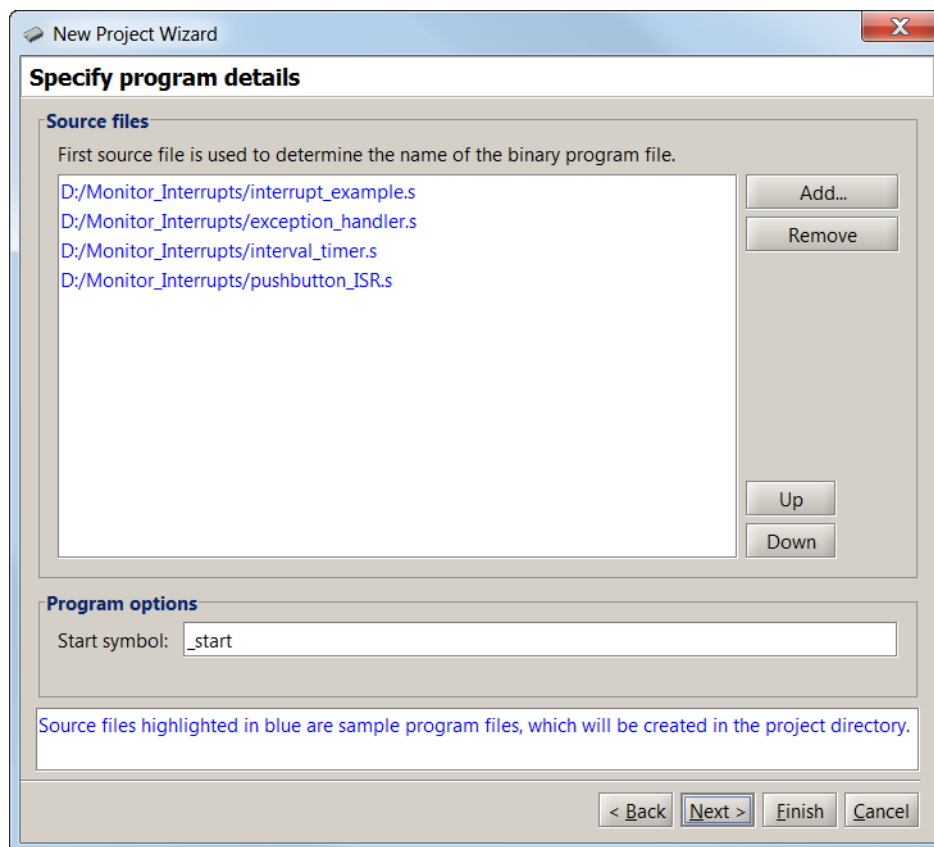 New Project Wizard
X
Specify program details
Source files
First source file is used to determine the name of the binary program file.
D:/Monitor_Interrupts/interrupt_example.s
D:/Monitor_Interrupts/exception_handler.s
D:/Monitor_Interrupts/interval_timer.s
D:/Monitor_Interrupts/pushbutton_ISR.s
Add...
Remove
Up
Down
Program options
Start symbol: _start
Source files highlighted in blue are sample program files, which will be created in the project directory.
< Back Next > Finish Cancel